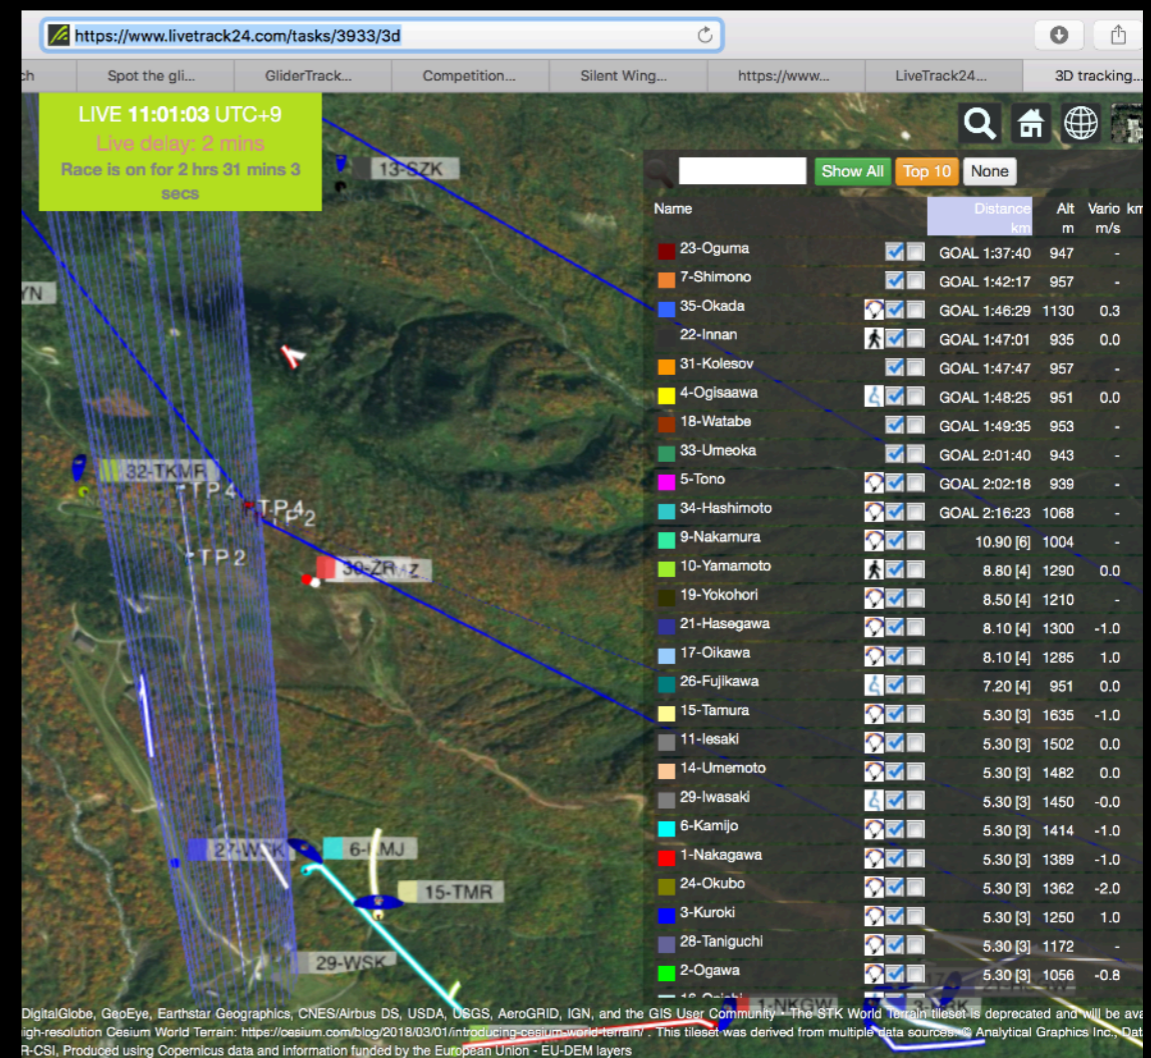 https://www.livetrack24.com/tasks/3933/3d
Spot the gli... GliderTrack... Competition... Silent Wing... https://www... LiveTrack24... 3D tracking...
LIVE 11:01:03 UTC+9
Live delay: 2 mins
Race is on for 2 hrs 31 mins 3
secs
13-SZK
YN
32-TKMR
TP4
TP4
TP2
TP2
30-ZR
27-WSK
6-KMJ
15-TMR
29-WSK
1-NKGW
Show All Top 10 None
Name Distance Alt Vario km
km m m/s
23-Oguma GOAL 1:37:40 947 -
7-Shimono GOAL 1:42:17 957 -
35-Okada GOAL 1:46:29 1130 0.3
22-Innan GOAL 1:47:01 935 0.0
31-Kolesov GOAL 1:47:47 957 -
4-Ogisaawa GOAL 1:48:25 951 0.0
18-Watabe GOAL 1:49:35 953 -
33-Umeoka GOAL 2:01:40 943 -
5-Tono GOAL 2:02:18 939 -
34-Hashimoto GOAL 2:16:23 1068 -
9-Nakamura 10.90 [6] 1004 -
10-Yamamoto 8.80 [4] 1290 0.0
19-Yokohori 8.50 [4] 1210 -
21-Hasegawa 8.10 [4] 1300 -1.0
17-Oikawa 8.10 [4] 1285 1.0
26-Fujikawa 7.20 [4] 951 0.0
15-Tamura 5.30 [3] 1635 -1.0
11-Iesaki 5.30 [3] 1502 0.0
14-Umemoto 5.30 [3] 1482 0.0
29-Iwasaki 5.30 [3] 1450 -0.0
6-Kamijo 5.30 [3] 1414 -1.0
1-Nakagawa 5.30 [3] 1389 -1.0
24-Okubo 5.30 [3] 1362 -2.0
3-Kuroki 5.30 [3] 1250 1.0
28-Taniguchi 5.30 [3] 1172 -
2-Ogawa 5.30 [3] 1056 -0.8
DigitalGlobe, GeoEye, Earthstar Geographics, CNES/Airbus DS, USDA, USGS, AeroGRID, IGN, and the GIS User Community • The STK World Terrain tileset is deprecated and will be ava
igh-resolution Cesium World Terrain: https://cesium.com/blog/2018/03/01/introducing-cesium-world-terrain/ . This tileset was derived from multiple data sources. © Analytical Graphics Inc., Dat
R-CSI, Produced using Copernicus data and information funded by the European Union - EU-DEM layers